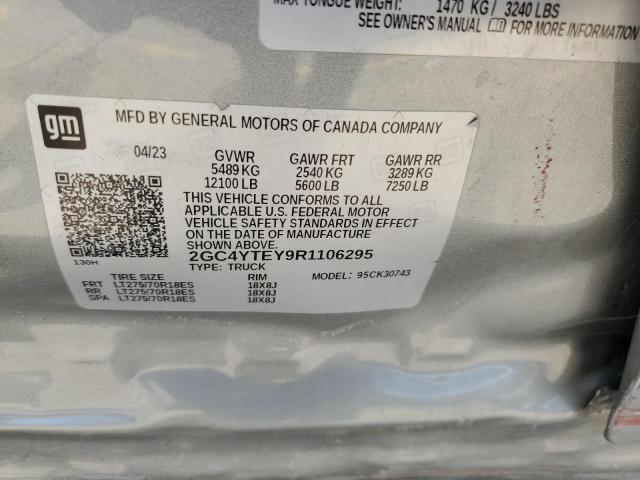 MAX TONGUE WEIGHT: 1470 KG/ 3240 LBS
SEE OWNER'S MANUAL FOR MORE INFORMATION
gm
MFD BY GENERAL MOTORS OF CANADA COMPANY
04/23 GVWR GAWR FRT GAWR RR
5489 KG 2540 KG 3289 KG
12100 LB 5600 LB 7250 LB
THIS VEHICLE CONFORMS TO ALL
APPLICABLE U.S. FEDERAL MOTOR
VEHICLE SAFETY STANDARDS IN EFFECT
ON THE DATE OF MANUFACTURE
SHOWN ABOVE.
130H
2GC4YTEY9R1106295
TYPE: TRUCK MODEL: 95CK30743
TIRE SIZE RIM
FRT LT275/70R18ES 18X8J
RR LT275/70R18ES 18X8J
SPA LT275/70R18ES 18X8J